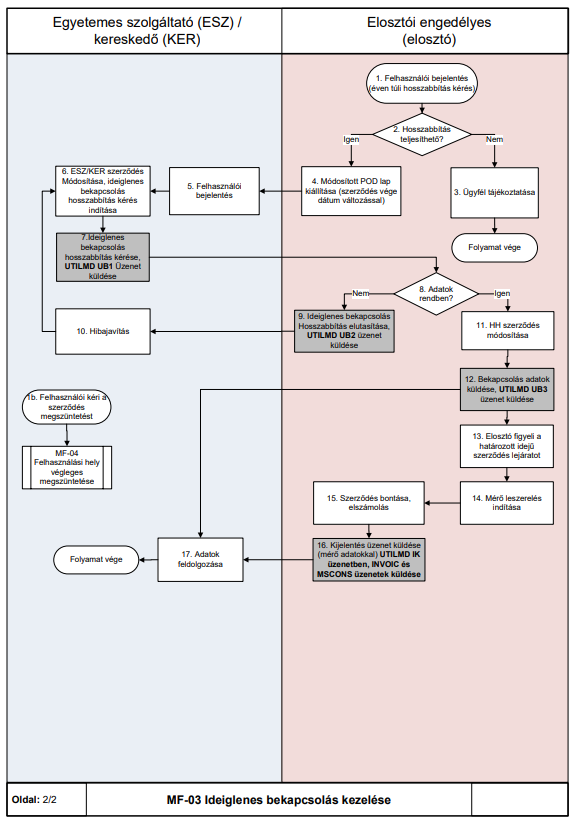 Egyetemes szolgáltató (ESZ) /
kereskedő (KER)
Elosztói engedélyes
(elosztó)
1. Felhasználói bejelentés
(éven túli hosszabbítás kérés)
2. Hosszabbítás
teljesíthető?
Igen
Nem
6. ESZ/KER szerződés
Módosítása, ideiglenes
bekapcsolás
hosszabbítás kérés
indítása
5. Felhasználói
bejelentés
4. Módosított POD lap
kiállítása (szerződés vége
dátum változással)
3. Ügyfél tájékoztatása
Folyamat vége
7.Ideiglenes
bekapcsolás
hosszabbítás kérése,
UTILMD UB1 Üzenet
küldése
8. Adatok
rendben?
Nem
Igen
9. Ideiglenes bekapcsolás
Hosszabbítás elutasítása,
UTILMD UB2 üzenet
küldése
10. Hibajavítás
11. HH szerződés
módosítása
12. Bekapcsolás adatok
küldése, UTILMD UB3
üzenet küldése
1b. Felhasználói kéri a
szerződés
megszüntetést
MF-04
Felhasználási hely
végleges
megszüntetése
13. Elosztó figyeli a
határozott idejű
szerződés lejáratot
14. Mérő leszerelés
indítása
15. Szerződés bontása,
elszámolás
16. Kijelentés üzenet küldése
(mérő adatokkal) UTILMD IK
üzenetben, INVOIC és
MSCONS üzenetek küldése
17. Adatok
feldolgozása
Folyamat vége
Oldal: 2/2
MF-03 Ideiglenes bekapcsolás kezelése